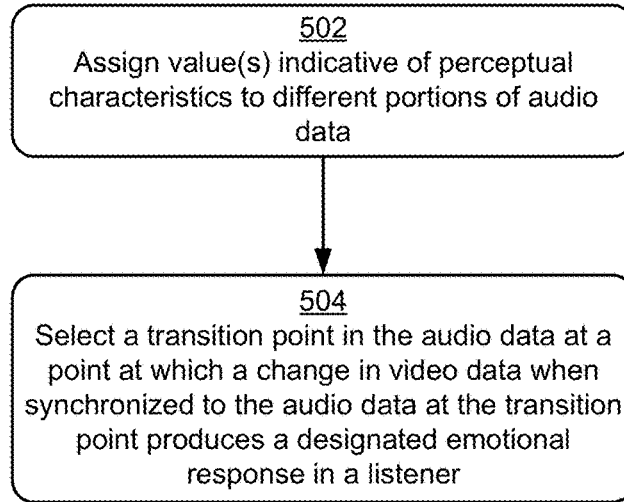 502
Assign value(s) indicative of perceptual
characteristics to different portions of audio
data
504
Select a transition point in the audio data at a
point at which a change in video data when
synchronized to the audio data at the transition
point produces a designated emotional
response in a listener